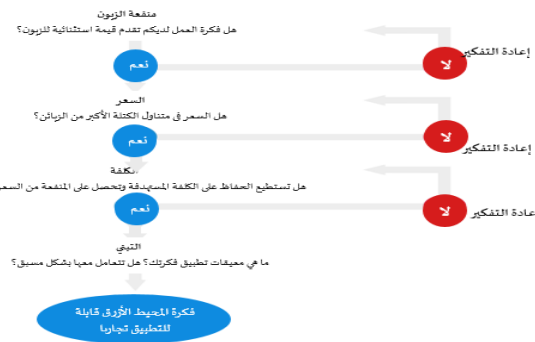 منفعة الزبون
هل فكرة العمل لديكم تقدم قيمة استثنائية للزبون؟
إعادة التفكير
لا
نعم
السعر
هل السعر في متناول الكتلة الأكبر من الزبائن؟
لا
نعم
إعادة التفكير
الكلفة
هل تستطيع الحفاظ على الكلفة المستهدفة وتحصل على المنفعة من السعر
نعم
لا
عادة التفكير
التبني
ما هي معيقات تطبيق فكرتك؟ هل تتعامل معها بشكل مسبق؟
فكرة المحيط الأزرق قابلة
للتطبيق تجاريا